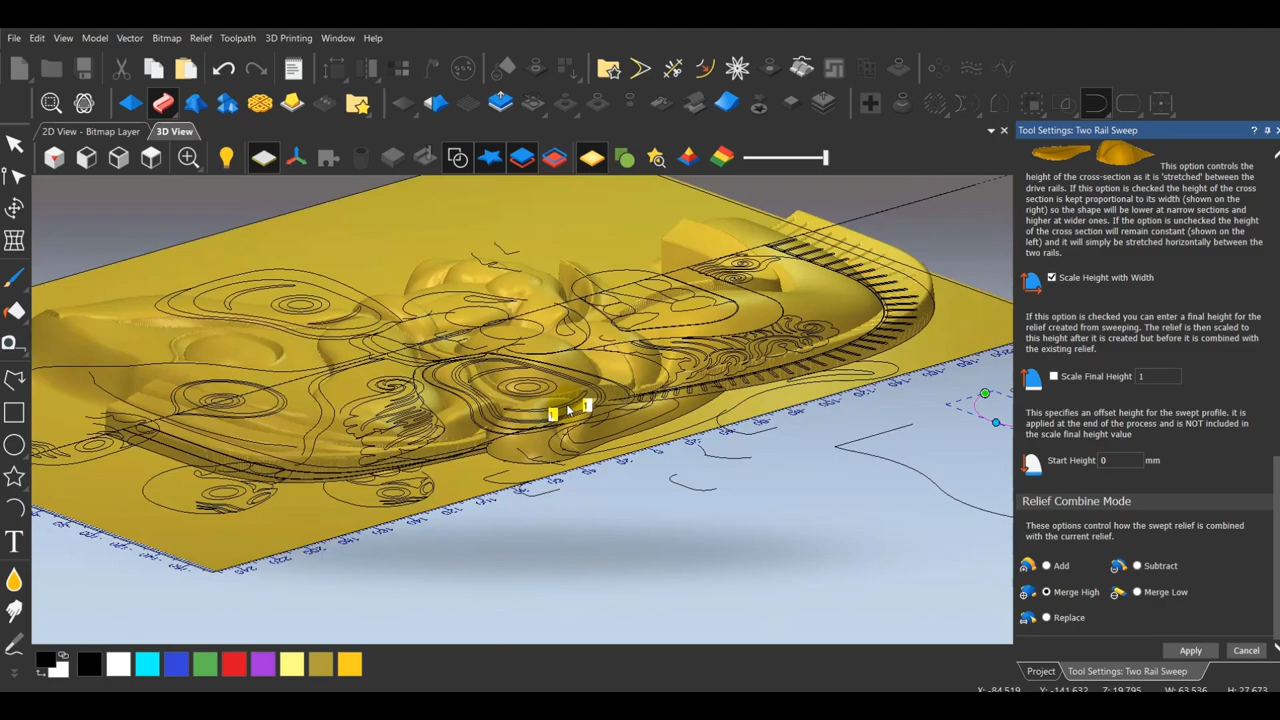 File Edit View Model Vector Bitmap Relief Toolpath 3D Printing Window Help
2D View - Bitmap Layer 3D View
Tool Settings: Two Rail Sweep
This option controls the
height of the cross-section as it is 'stretched' between the
drive rails. If this option is checked the height of the cross
section is kept proportional to its width (shown on the
right) so the shape will be lower at narrow sections and
higher at wider ones. If the option is unchecked the height
of the cross section will remain constant (shown on the
left) and it will simply be stretched horizontally between the
two rails.
Scale Height with Width
If this option is checked you can enter a final height for the
relief created from sweeping. The relief is then scaled to
this height after it is created but before it is combined
with the existing relief.
Scale Final Height 1
This specifies an offset height for the swept profile. it is
applied at the end of the process and is NOT included in
the scale final height value
Start Height 0 mm
Relief Combine Mode
These options control how the swept relief is combined
with the current relief.
Add Subtract
Merge High Merge Low
Replace
Apply Cancel
Project Tool Settings: Two Rail Sweep
X: -84.519 Y: -141.632 Z: 19.795 W: 63.536 H: 27.673